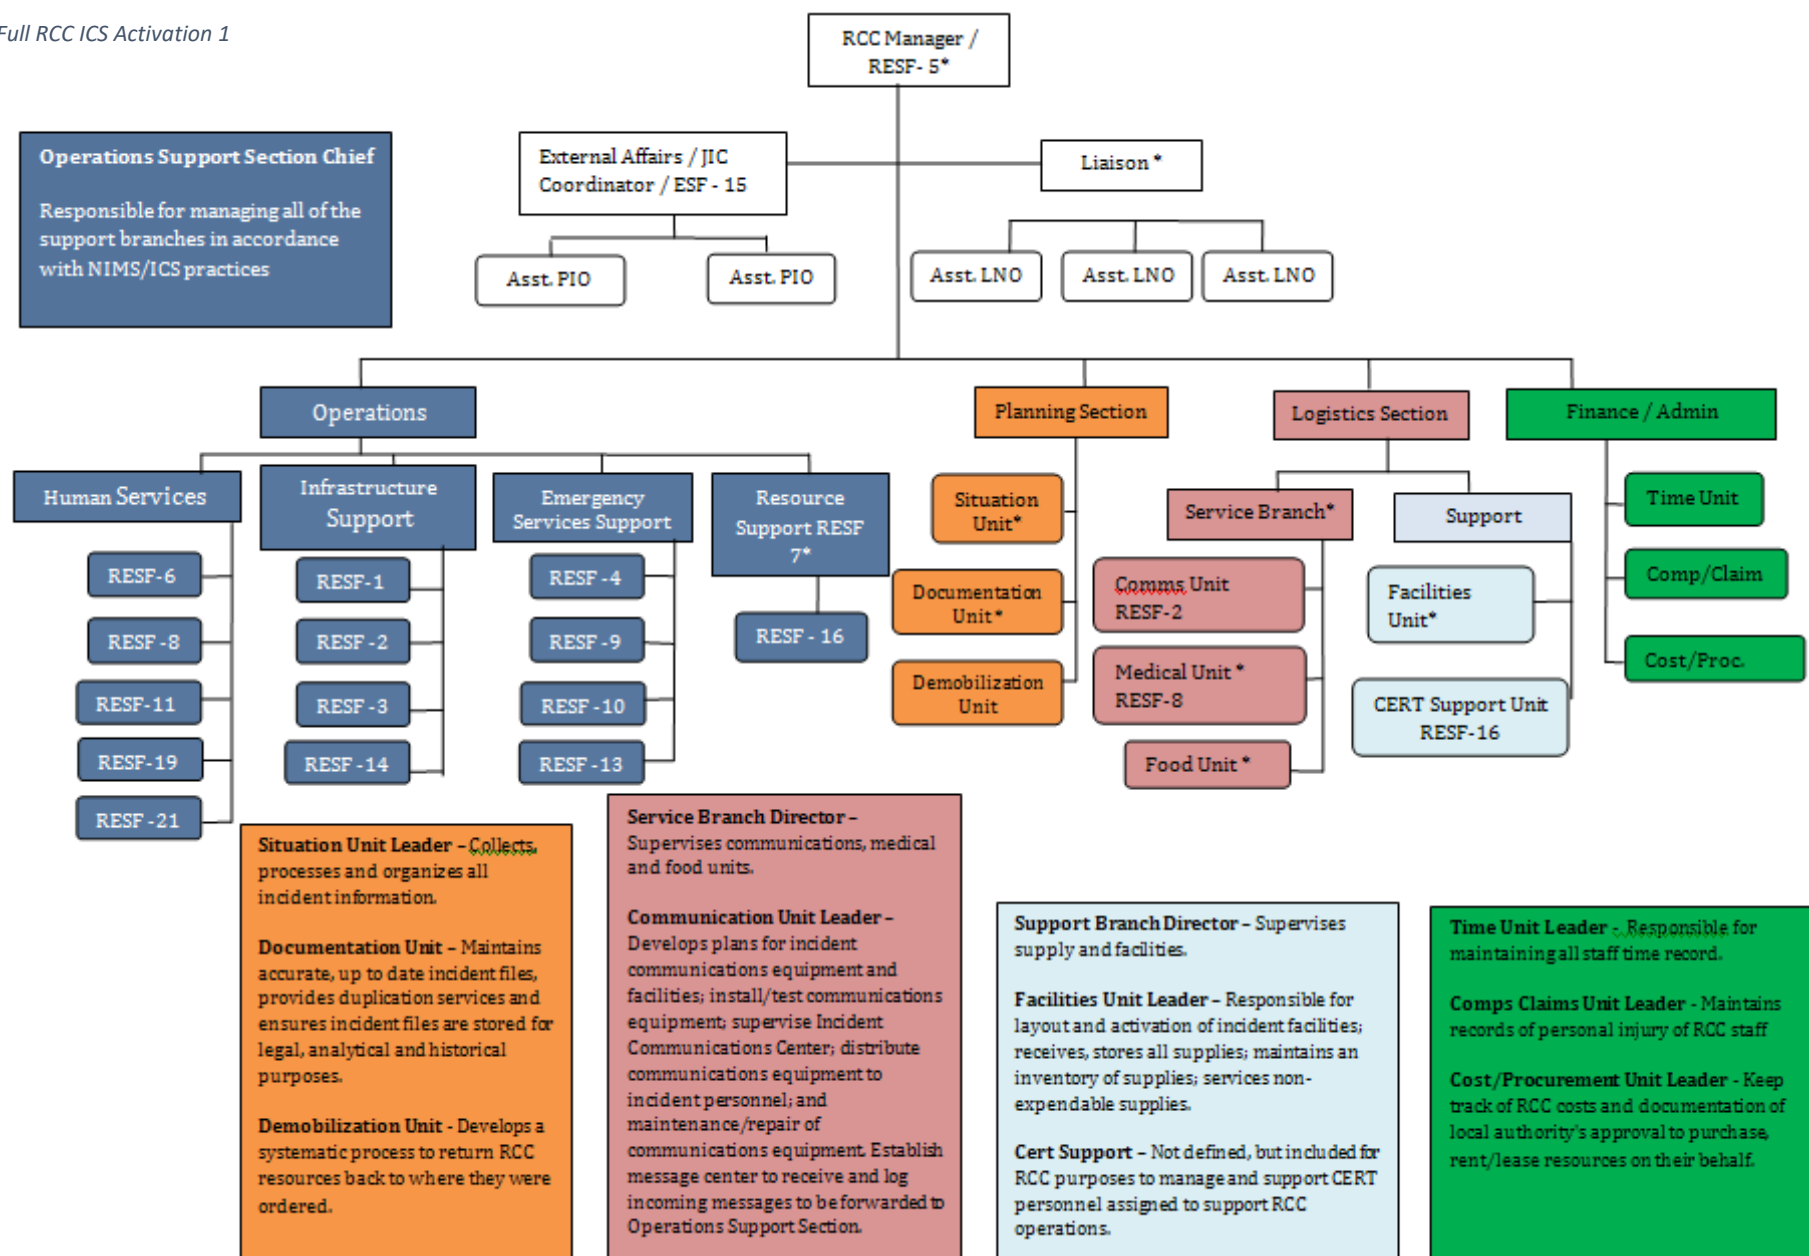 Full RCC ICS Activation 1
RCC Manager /
RESF- 5*
External Affairs / JIC
Coordinator / ESF - 15
Liaison *
Asst. PIO
Asst. PIO
Asst. LNO
Asst. LNO
Asst. LNO
Operations Support Section Chief
Responsible for managing all of the
support branches in accordance
with NIMS/ICS practices
Operations
Planning Section
Logistics Section
Finance / Admin
Human Services
Infrastructure
Support
Emergency
Services Support
Resource
Support RESF
7*
RESF-6
RESF -8
RESF-11
RESF-19
RESF -21
RESF -1
RESF -2
RESF -3
RESF -14
RESF -4
RESF -9
RESF -10
RESF -13
RESF - 16
Situation
Unit*
Documentation
Unit*
Demobilization
Unit
Service Branch*
Comms Unit
RESF-2
Medical Unit *
RESF-8
Food Unit *
Support
Facilities
Unit*
CERT Support Unit
RESF-16
Time Unit
Comp/Claim
Cost/Proc.
Situation Unit Leader – Collects,
processes and organizes all
incident information.
Documentation Unit – Maintains
accurate, up to date incident files,
provides duplication services and
ensures incident files are stored for
legal, analytical and historical
purposes.
Demobilization Unit - Develops a
systematic process to return RCC
resources back to where they were
ordered.
Service Branch Director –
Supervises communications, medical
and food units.
Communication Unit Leader –
Develops plans for incident
communications equipment and
facilities; install/test communications
equipment; supervise Incident
Communications Center; distribute
communications equipment to
incident personnel; and
maintenance/repair of
communications equipment. Establish
message center to receive and log
incoming messages to be forwarded to
Operations Support Section.
Support Branch Director – Supervises
supply and facilities.
Facilities Unit Leader – Responsible for
layout and activation of incident facilities;
receives, stores all supplies; maintains an
inventory of supplies; services non-
expendable supplies.
Cert Support – Not defined, but included for
RCC purposes to manage and support CERT
personnel assigned to support RCC
operations.
Time Unit Leader - Responsible for
maintaining all staff time record.
Comps Claims Unit Leader - Maintains
records of personal injury of RCC staff
Cost/Procurement Unit Leader - Keep
track of RCC costs and documentation of
local authority's approval to purchase,
rent/lease resources on their behalf.